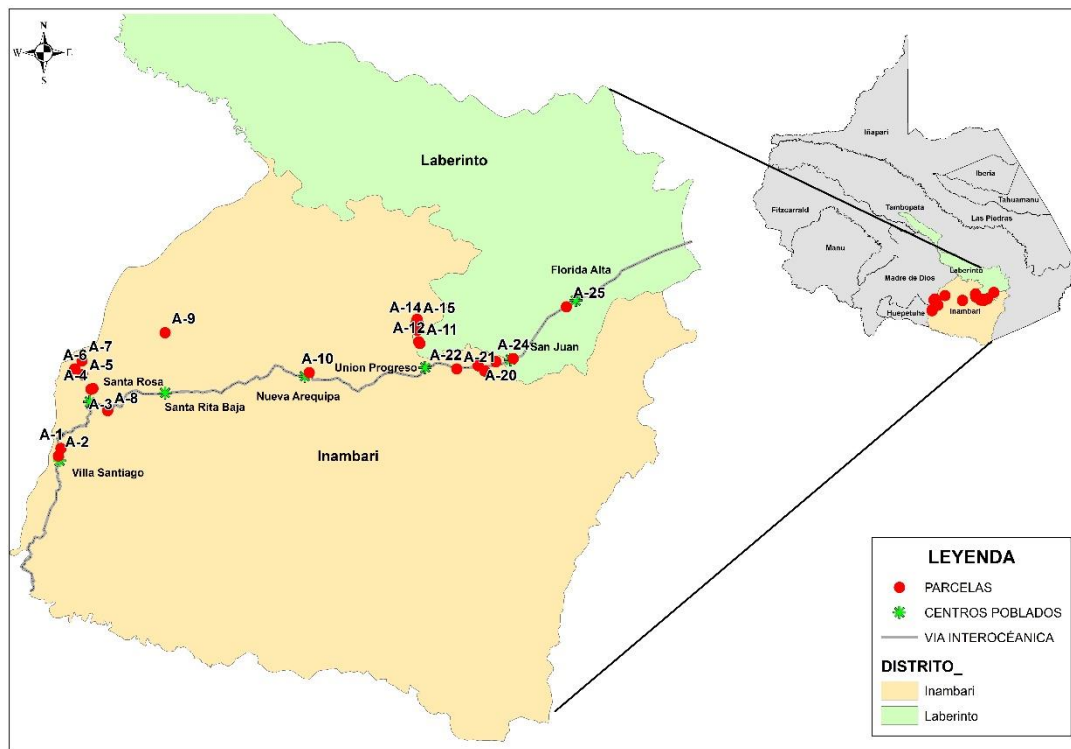 N
W
E
S
Laberinto
Florida Alta
A-25
A-14
A-15
A-12
A-11
A-9
A-24
San Juan
A-22
A-21
A-20
Union Progreso
A-10
Nueva Arequipa
A-6
A-7
A-5
A-4
Santa Rosa
A-3
A-8
Santa Rita Baja
A-1
A-2
Villa Santiago
Inambari
Iñapari
Iberia
Tahuamanu
Tambopata
Las Piedras
Fitzcarrald
Manu
Madre de Dios
Laberinto
Huepetuhe
Inambari
LEYENDA
PARCELAS
CENTROS POBLADOS
VIA INTEROCÉANICA
DISTRITO_
Inambari
Laberinto